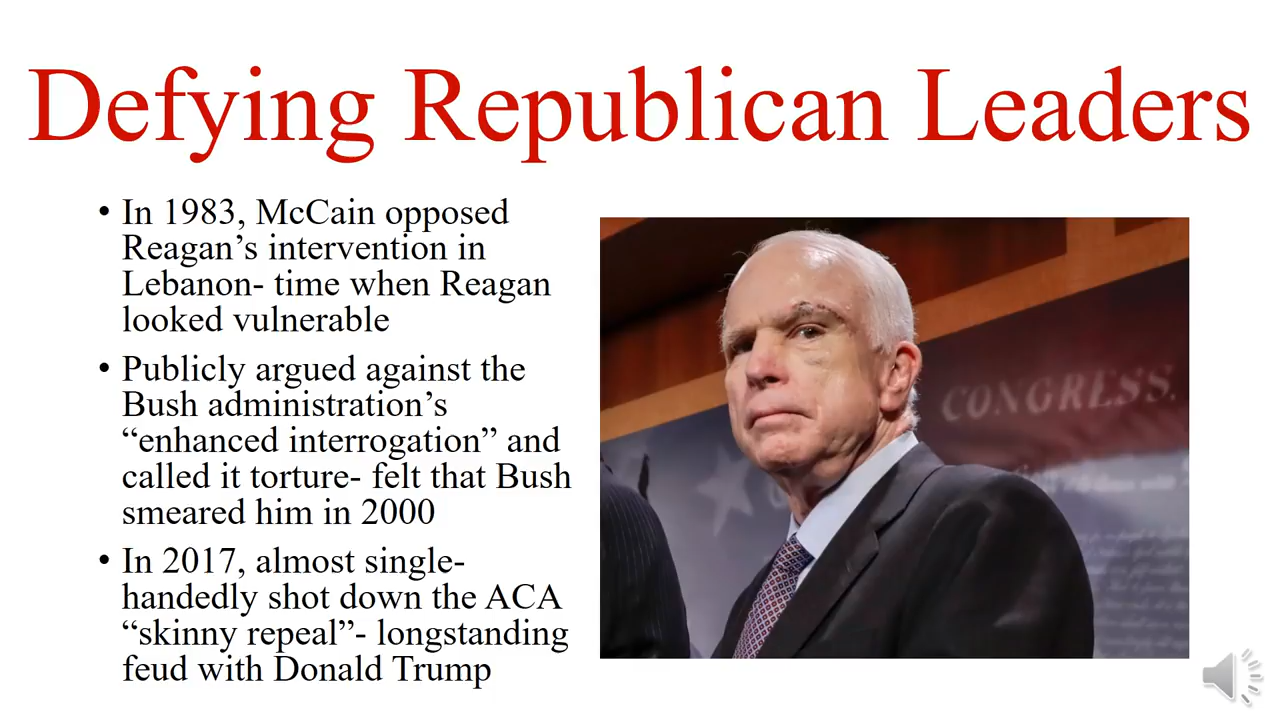 Defying Republican Leaders
• In 1983, McCain opposed
Reagan’s intervention in
Lebanon- time when Reagan
looked vulnerable
• Publicly argued against the
Bush administration’s
“enhanced interrogation” and
called it torture- felt that Bush
smeared him in 2000
• In 2017, almost single-
handedly shot down the ACA
“skinny repeal”- longstanding
feud with Donald Trump
CONGRESS.